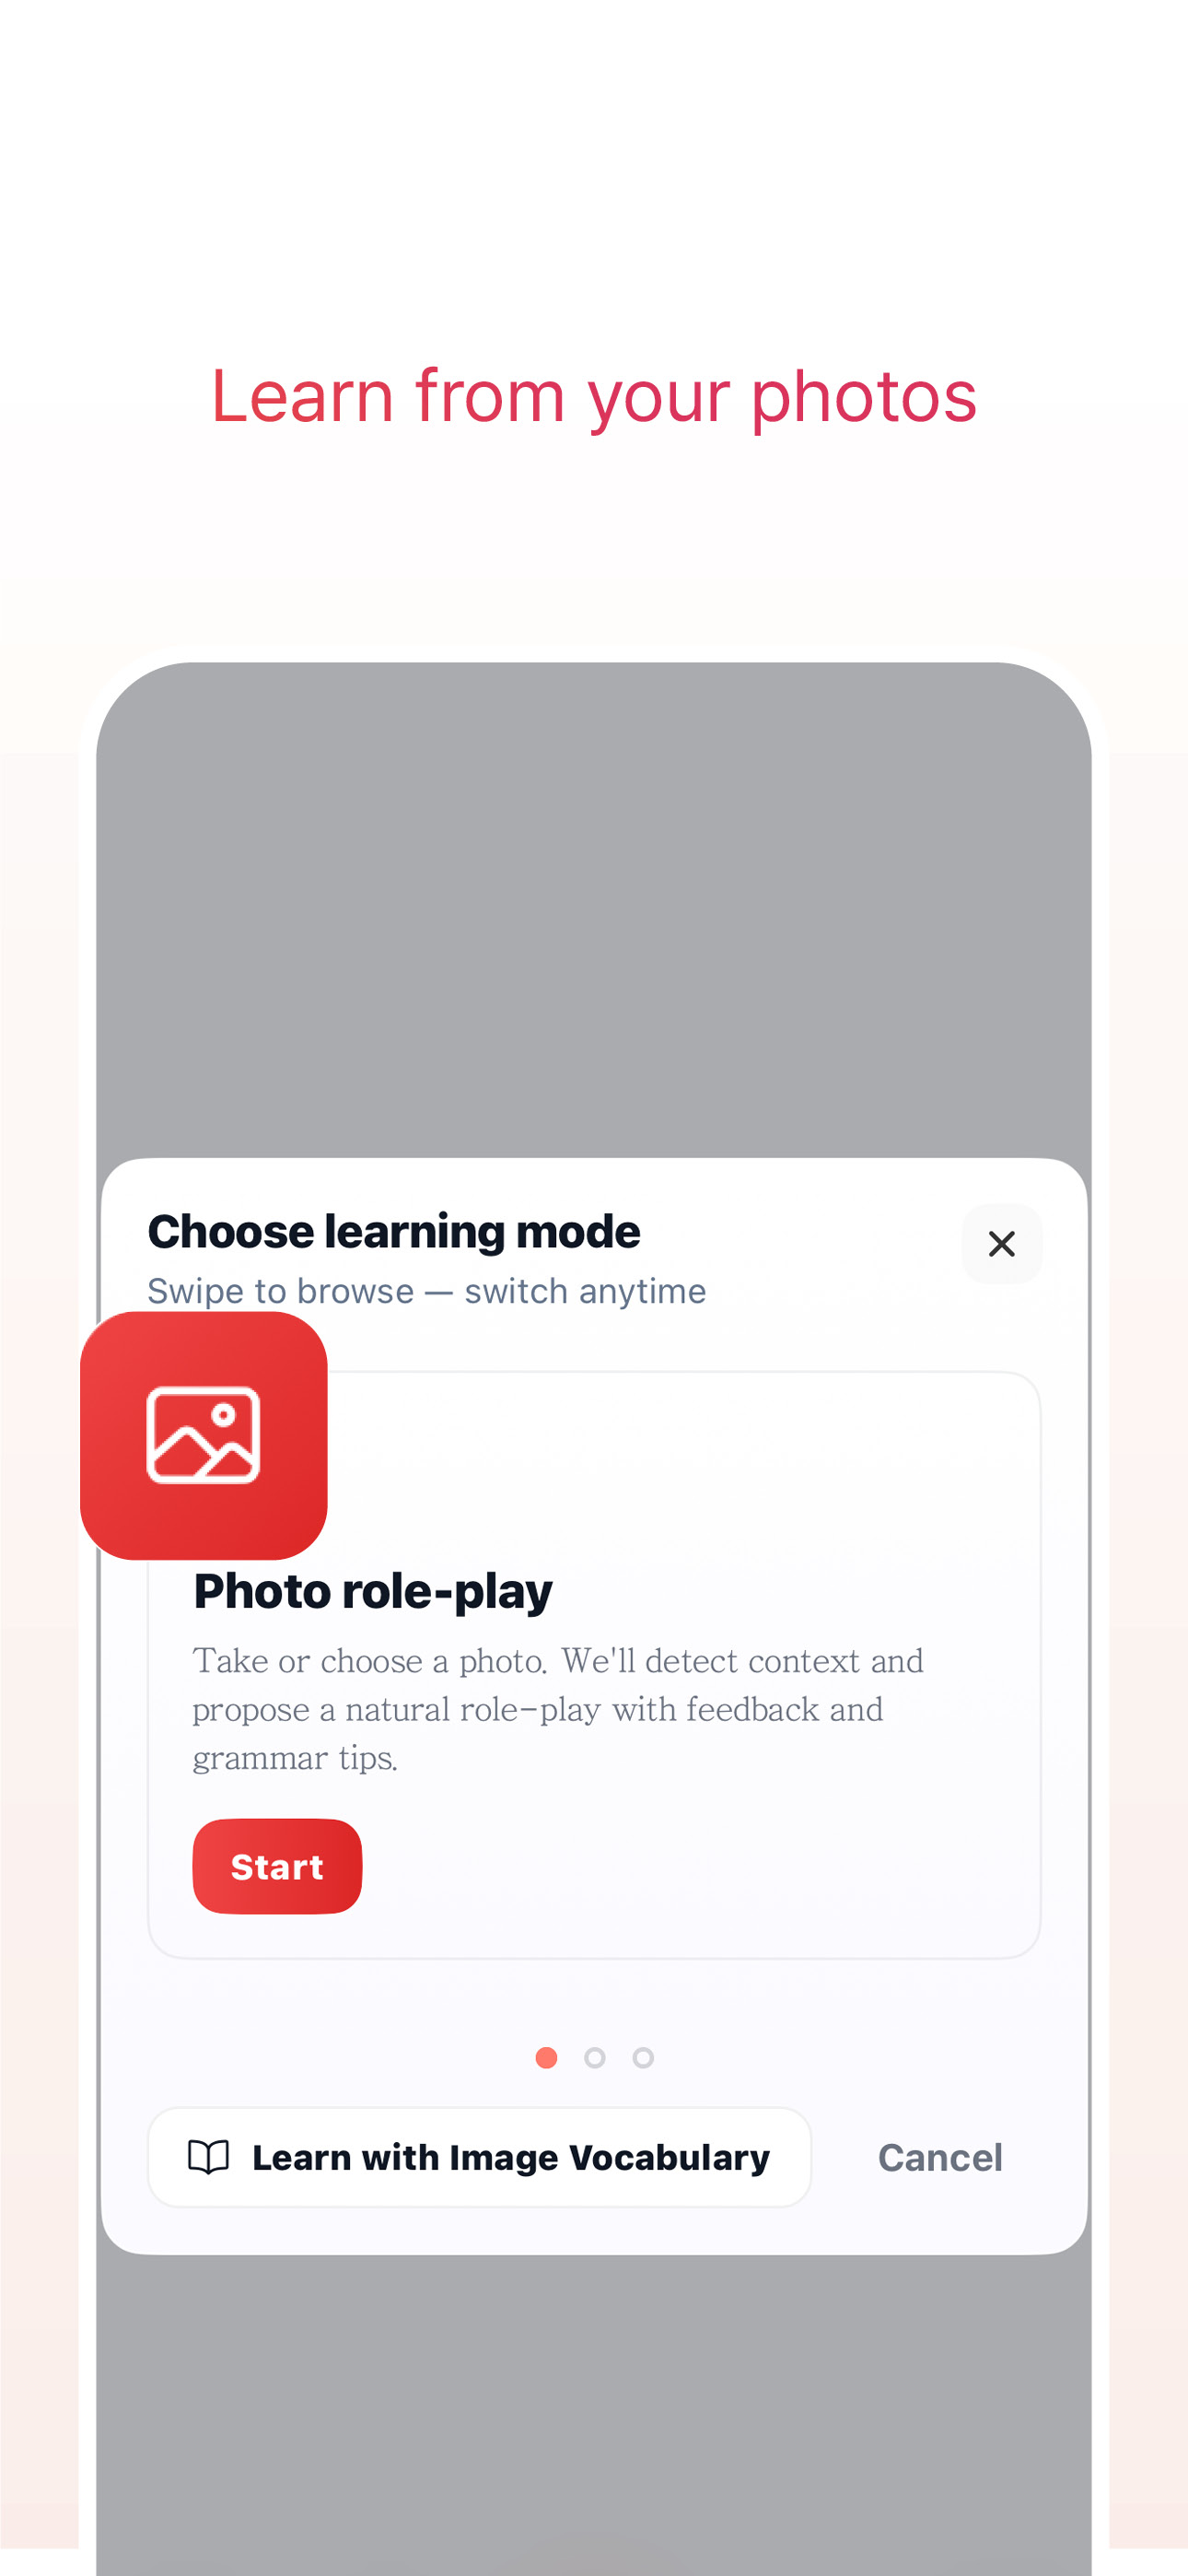 Learn from your photos
Choose learning mode
Swipe to browse — switch anytime
Photo role-play
Take or choose a photo. We'll detect context and
propose a natural role-play with feedback and
grammar tips.
Start
Learn with Image Vocabulary
Cancel